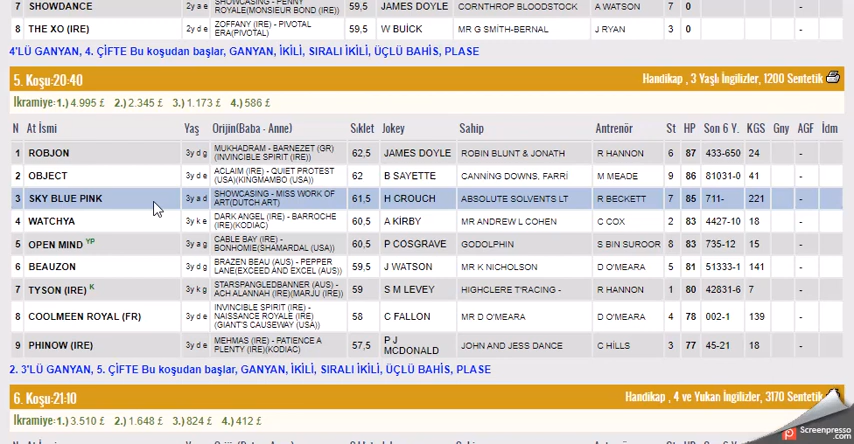 SHOWCASING - PENNY
7 SHOWDANCE 2y a e ROYALE(MONSIEUR BOND (IRE)) 59,5 JAMES DOYLE CORNTHROP BLOODSTOCK A WATSON 7 0
8 THE XO (IRE) 2y d e ZOFFANY (IRE) - PIVOTAL ERA(PIVOTAL) 59,5 W BUICK MR G SMITH-BERNAL J RYAN 3 0
4'LÜ GANYAN, 4. ÇİFTE Bu koşudan başlar, GANYAN, İKİLİ, SIRALI İKİLİ, ÜÇLÜ BAHİS, PLASE
5. Koşu:20:40 Handikap , 3 Yaşlı İngilizler, 1200 Sentetik
İkramiye:1.) 4.995 £ 2.) 2.345 £ 3.) 1.173 £ 4.) 586 £
N At İsmi Yaş Orijin(Baba - Anne) Sıklet Jokey Sahip Antrenör St HP Son 6 Y. KGS Gny AGF İdm
1 ROBJON 3y d g MUKHADRAM - BARNEZET (GR) (INVINCIBLE SPIRIT (IRE)) 62,5 JAMES DOYLE ROBIN BLUNT & JONATH R HANNON 6 87 433-650 24 -
2 OBJECT 3y d e ACLAIM (IRE) - QUIET PROTEST (USA)(KINGMAMBO (USA)) 62 B SAYETTE CANNING DOWNS, FARRİ M MEADE 9 86 81031-0 41 -
3 SKY BLUE PINK 3y a d SHOWCASING - MISS WORK OF ART(DUTCH ART) 61,5 H CROUCH ABSOLUTE SOLVENTS LT R BECKETT 7 85 711- 221 -
4 WATCHYA 3y k e DARK ANGEL (IRE) - BARROCHE (IRE)(KODIAC) 60,5 A KIRBY MR ANDREW L COHEN C COX 2 83 4427-10 18 -
5 OPEN MIND YP 3y a g CABLE BAY (IRE) - BONHOMIE(SHAMARDAL (USA)) 60,5 P COSGRAVE GODOLPHIN S BIN SUROOR 8 83 735-12 15 -
6 BEAUZON 3y d g BRAZEN BEAU (AUS) - PEPPER LANE(EXCEED AND EXCEL (AUS)) 59,5 J WATSON MR K NICHOLSON D O'MEARA 5 81 51333-1 141 -
7 TYSON (IRE) K 3y k g STARSPANGLEDBANNER (AUS) - ACH ALANNAH (IRE)(MARJU (IRE)) 59 S M LEVEY HIGHCLERE T'RACING - R HANNON 1 80 42831-6 7 -
8 COOLMEEN ROYAL (FR) 3y d e INVINCIBLE SPIRIT (IRE) - NAISSANCE ROYALE (IRE) (GIANT'S CAUSEWAY (USA)) 58 C FALLON MR D O'MEARA D O'MEARA 4 78 002-1 139 -
9 PHINOW (IRE) 3y d e MEHMAS (IRE) - PATIENCE A PLENTY (IRE)(KODIAC) 57,5 P J MCDONALD JOHN AND JESS DANCE C HİLLS 3 77 45-21 18 -
2. 3'LÜ GANYAN, 5. ÇİFTE Bu koşudan başlar, GANYAN, İKİLİ, SIRALI İKİLİ, ÜÇLÜ BAHİS, PLASE
6. Koşu:21:10 Handikap , 4 ve Yukarı İngilizler, 3170 Sentetik
İkramiye:1.) 3.510 £ 2.) 1.648 £ 3.) 824 £ 4.) 412 £
Screenpresso
.com